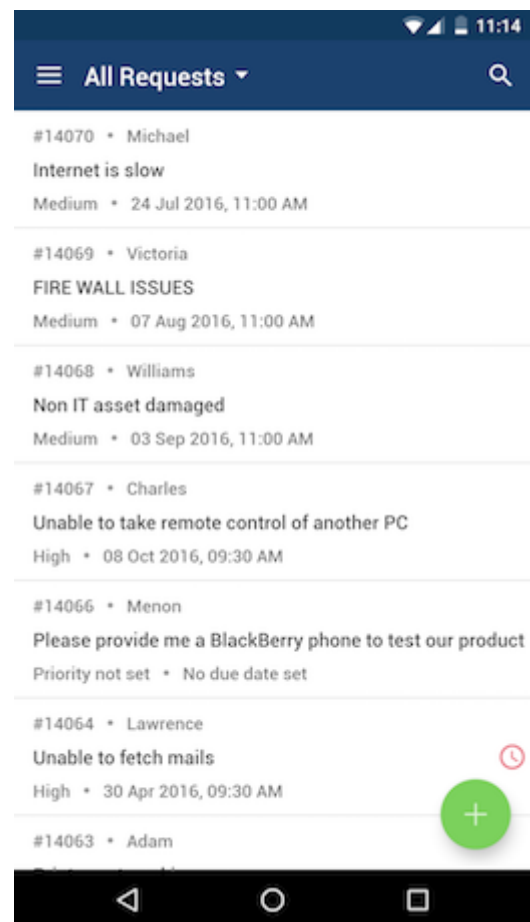 11:14
All Requests
#14070 • Michael
Internet is slow
Medium • 24 Jul 2016, 11:00 AM
#14069 • Victoria
FIRE WALL ISSUES
Medium • 07 Aug 2016, 11:00 AM
#14068 • Williams
Non IT asset damaged
Medium • 03 Sep 2016, 11:00 AM
#14067 • Charles
Unable to take remote control of another PC
High • 08 Oct 2016, 09:30 AM
#14066 • Menon
Please provide me a BlackBerry phone to test our product
Priority not set • No due date set
#14064 • Lawrence
Unable to fetch mails
High • 30 Apr 2016, 09:30 AM
#14063 • Adam